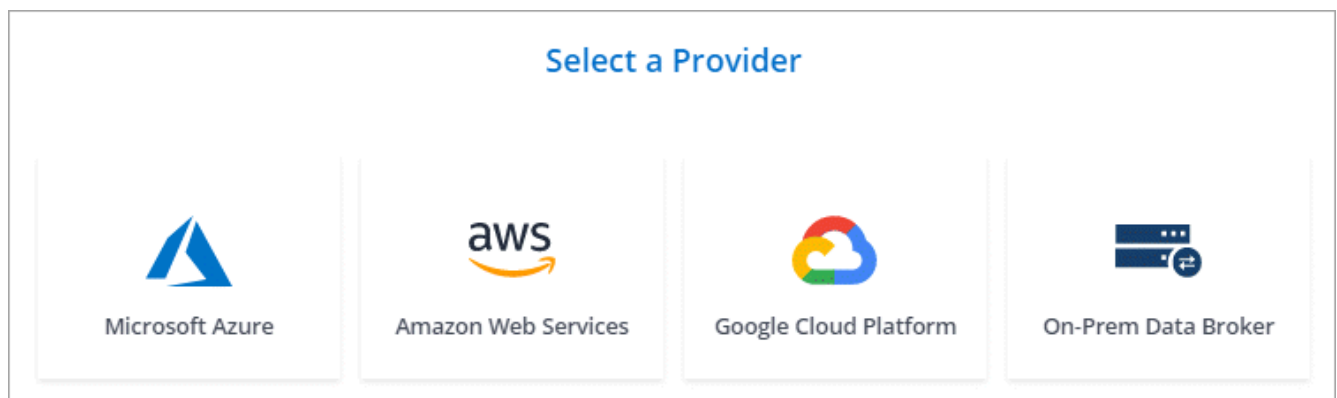 Select a Provider
aws
Microsoft Azure
Amazon Web Services
Google Cloud Platform
On-Prem Data Broker